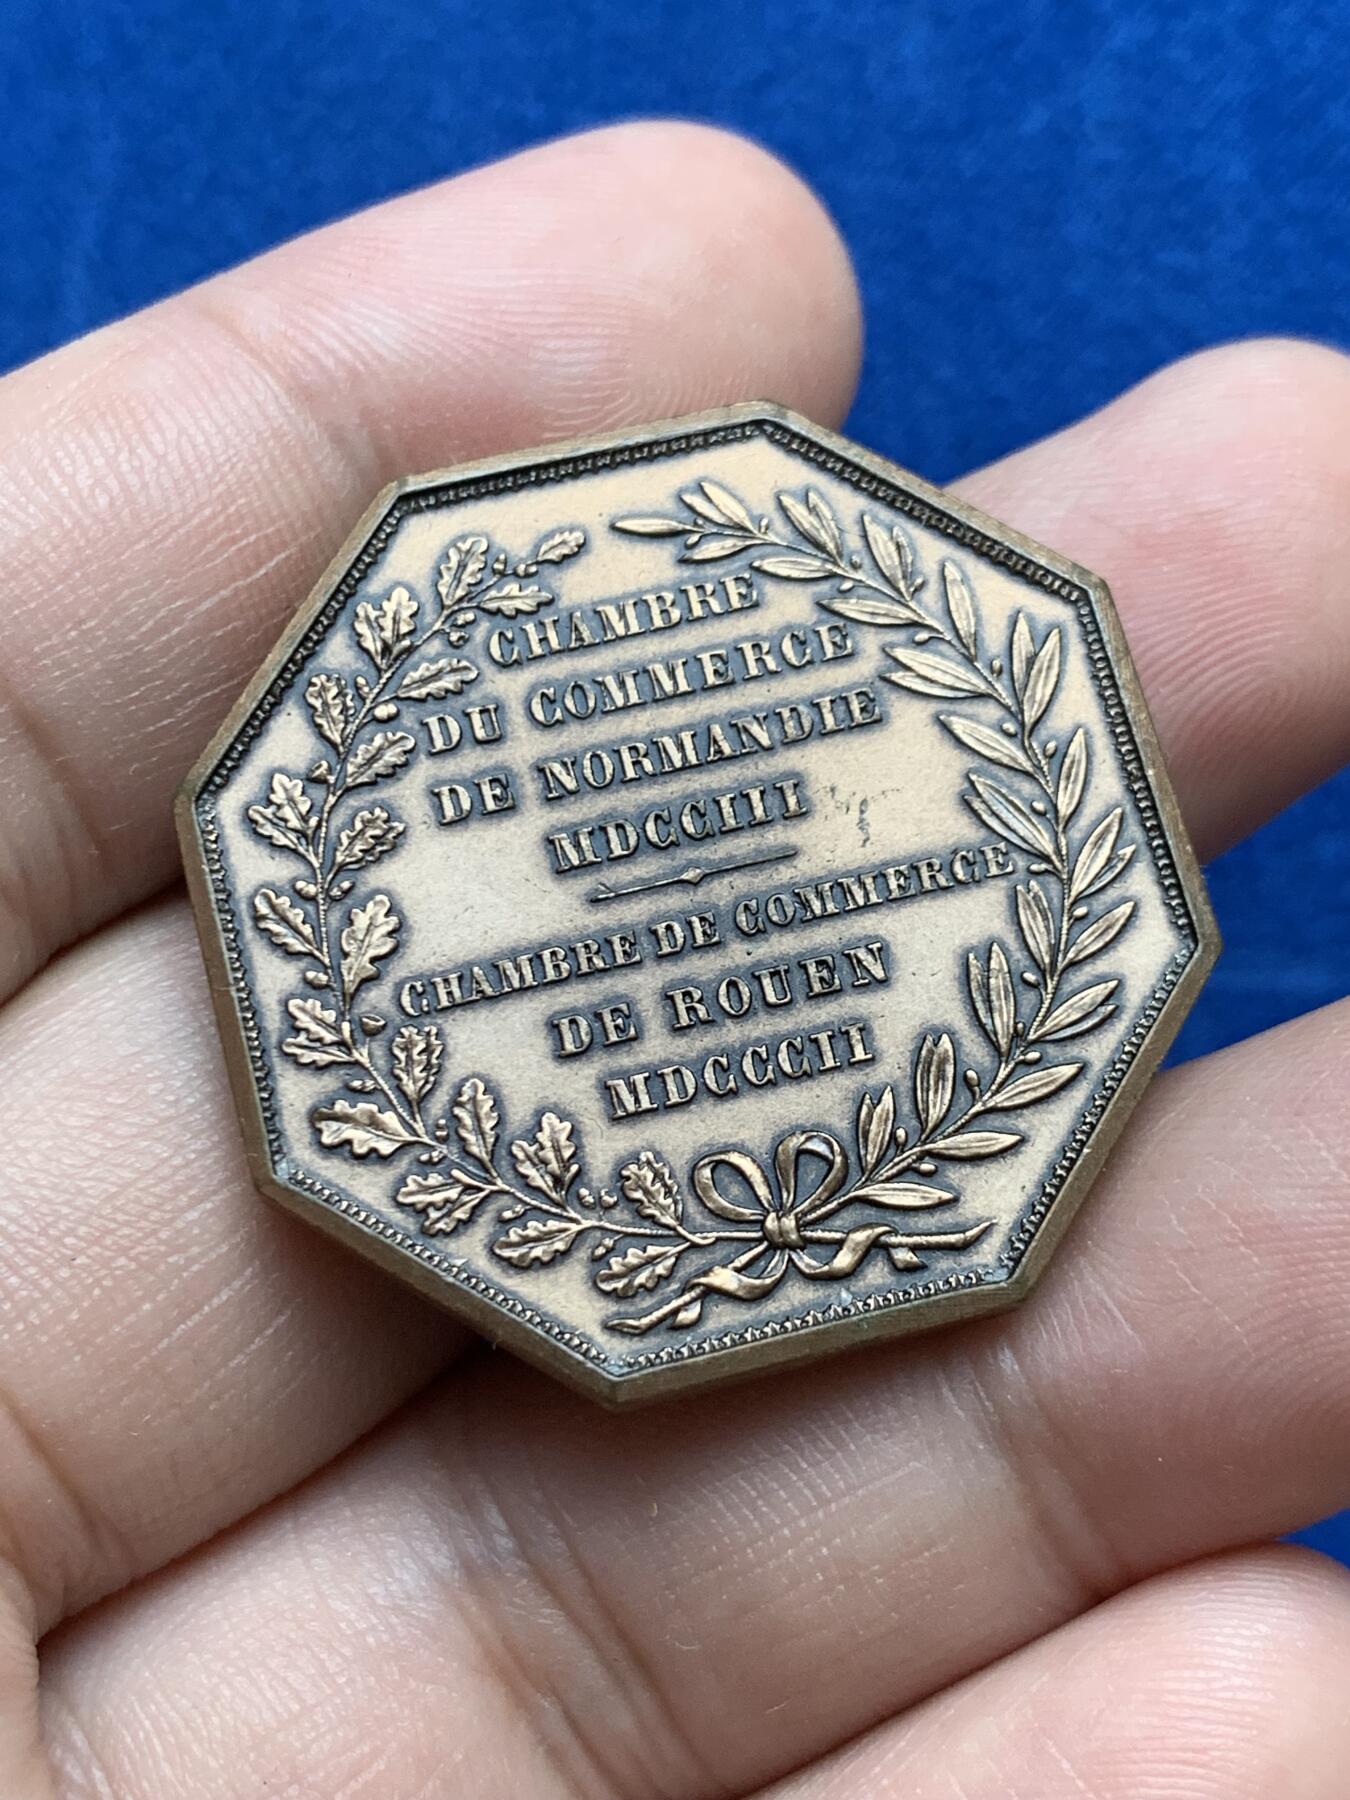 CHAMBRE
DU COMMERCE
DE NORMANDIE
MDCCIII
CHAMBRE DE COMMERCE
DE ROUEN
MDCCCII